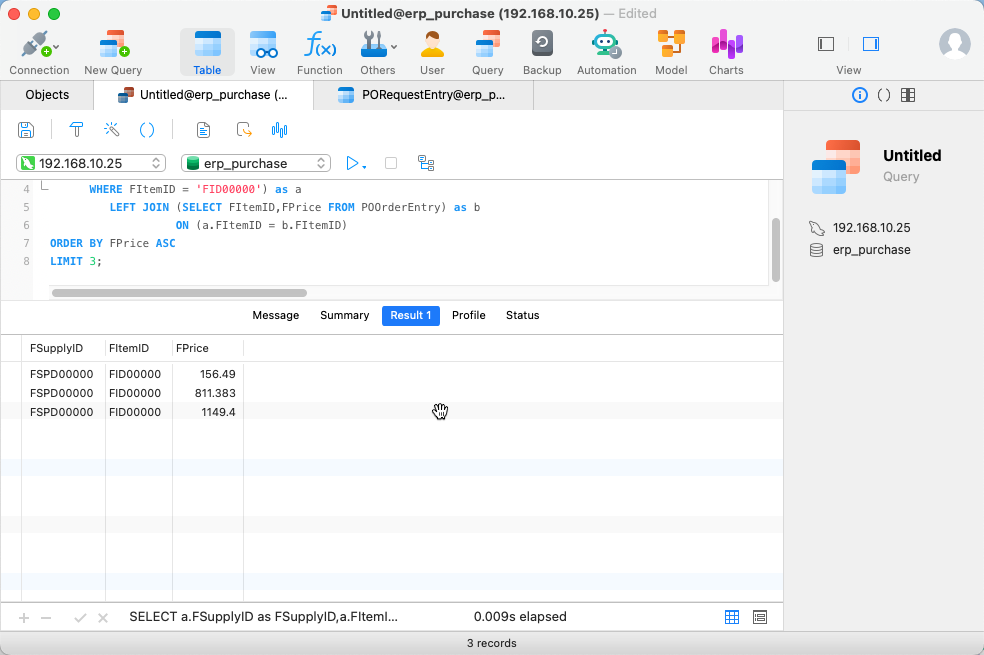 Untitled@erp_purchase (192.168.10.25) — Edited
Connection New Query Table View Function Others User Query Backup Automation Model Charts View
Objects Untitled@erp_purchase (... PORequestEntry@erp_p...
192.168.10.25 erp_purchase
4 WHERE FItemID = 'FID00000') as a
5 LEFT JOIN (SELECT FItemID,FPrice FROM POOrderEntry) as b
6 ON (a.FItemID = b.FItemID)
7 ORDER BY FPrice ASC
8 LIMIT 3;
Message Summary Result 1 Profile Status
FSupplyID FItemID FPrice
FSPD00000 FID00000 156.49
FSPD00000 FID00000 811.383
FSPD00000 FID00000 1149.4
SELECT a.FSupplyID as FSupplyID,a.FItemI... 0.009s elapsed
3 records
Untitled
Query
192.168.10.25
erp_purchase